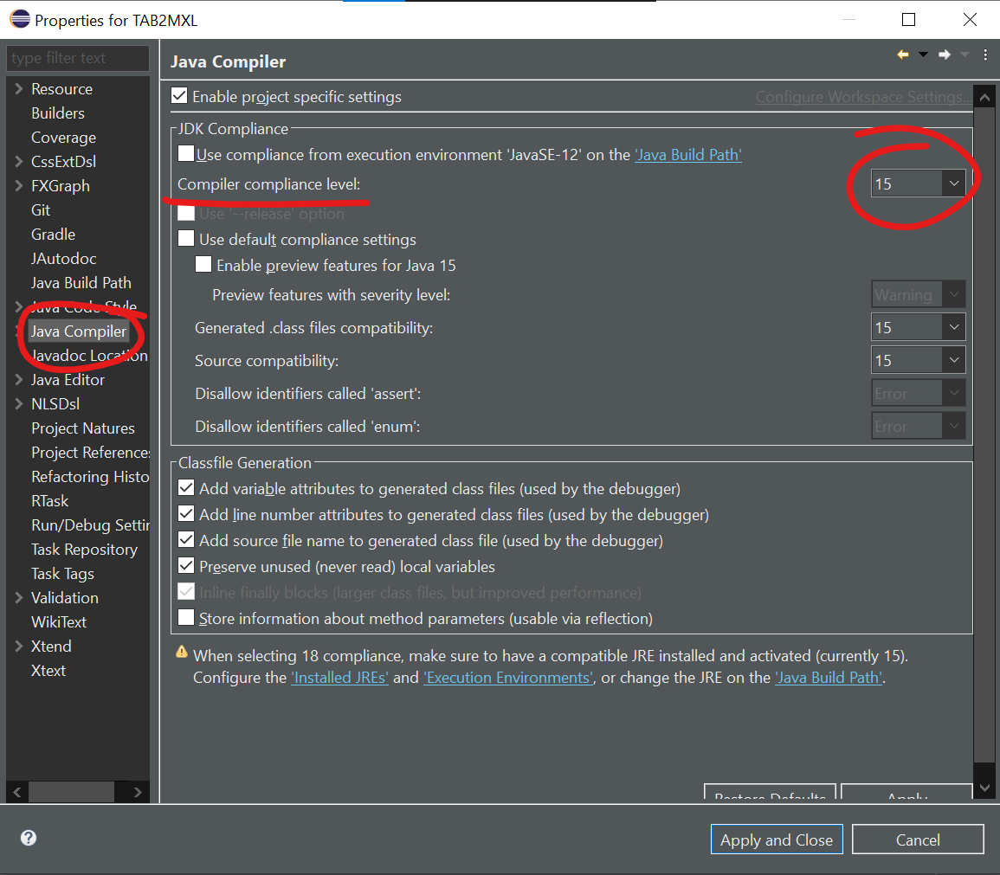 Properties for TAB2MXL
type filter text
Resource
Builders
Coverage
CssExtDsl
FXGraph
Git
Gradle
JAutodoc
Java Build Path
Java Code Style
Java Compiler
Javadoc Location
Java Editor
NLSDsl
Project Natures
Project References
Refactoring Histo
RTask
Run/Debug Settin
Task Repository
Task Tags
Validation
WikiText
Xtend
Xtext
Java Compiler
Enable project specific settings
Configure Workspace Settings...
JDK Compliance
Use compliance from execution environment 'JavaSE-12' on the 'Java Build Path'
Compiler compliance level: 15
Use '--release' option
Use default compliance settings
Enable preview features for Java 15
Preview features with severity level: Warning
Generated .class files compatibility: 15
Source compatibility: 15
Disallow identifiers called 'assert': Error
Disallow identifiers called 'enum': Error
Classfile Generation
Add variable attributes to generated class files (used by the debugger)
Add line number attributes to generated class files (used by the debugger)
Add source file name to generated class file (used by the debugger)
Preserve unused (never read) local variables
Inline finally blocks (larger class files, but improved performance)
Store information about method parameters (usable via reflection)
When selecting 18 compliance, make sure to have a compatible JRE installed and activated (currently 15).
Configure the 'Installed JREs' and 'Execution Environments', or change the JRE on the 'Java Build Path'.
Restore Defaults Apply
Apply and Close Cancel